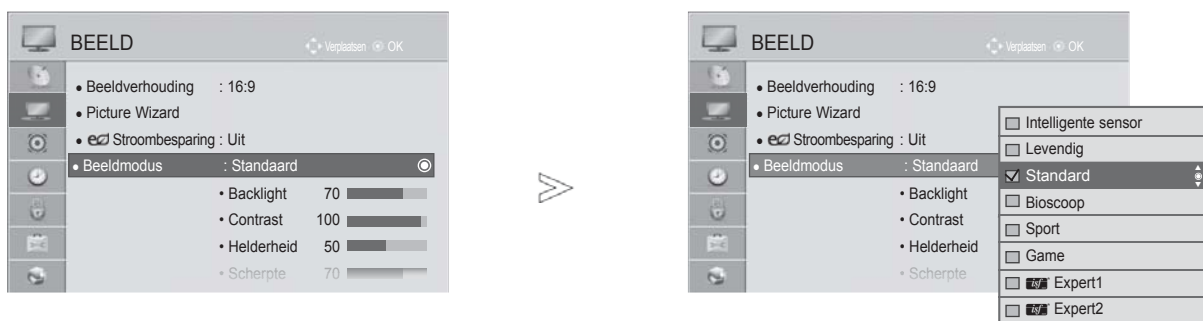 BEELD
Verplaatsen OK
• Beeldverhouding : 16:9
• Picture Wizard
• Stroombesparing : Uit
• Beeldmodus : Standaard
• Backlight 70
• Contrast 100
• Helderheid 50
• Scherpte 70
BEELD
Verplaatsen OK
• Beeldverhouding : 16:9
• Picture Wizard
• Stroombesparing : Uit
• Beeldmodus : Standaard
• Backlight
• Contrast
• Helderheid
• Scherpte
Intelligente sensor
Levendig
Standard
Bioscoop
Sport
Game
isf Expert1
isf Expert2